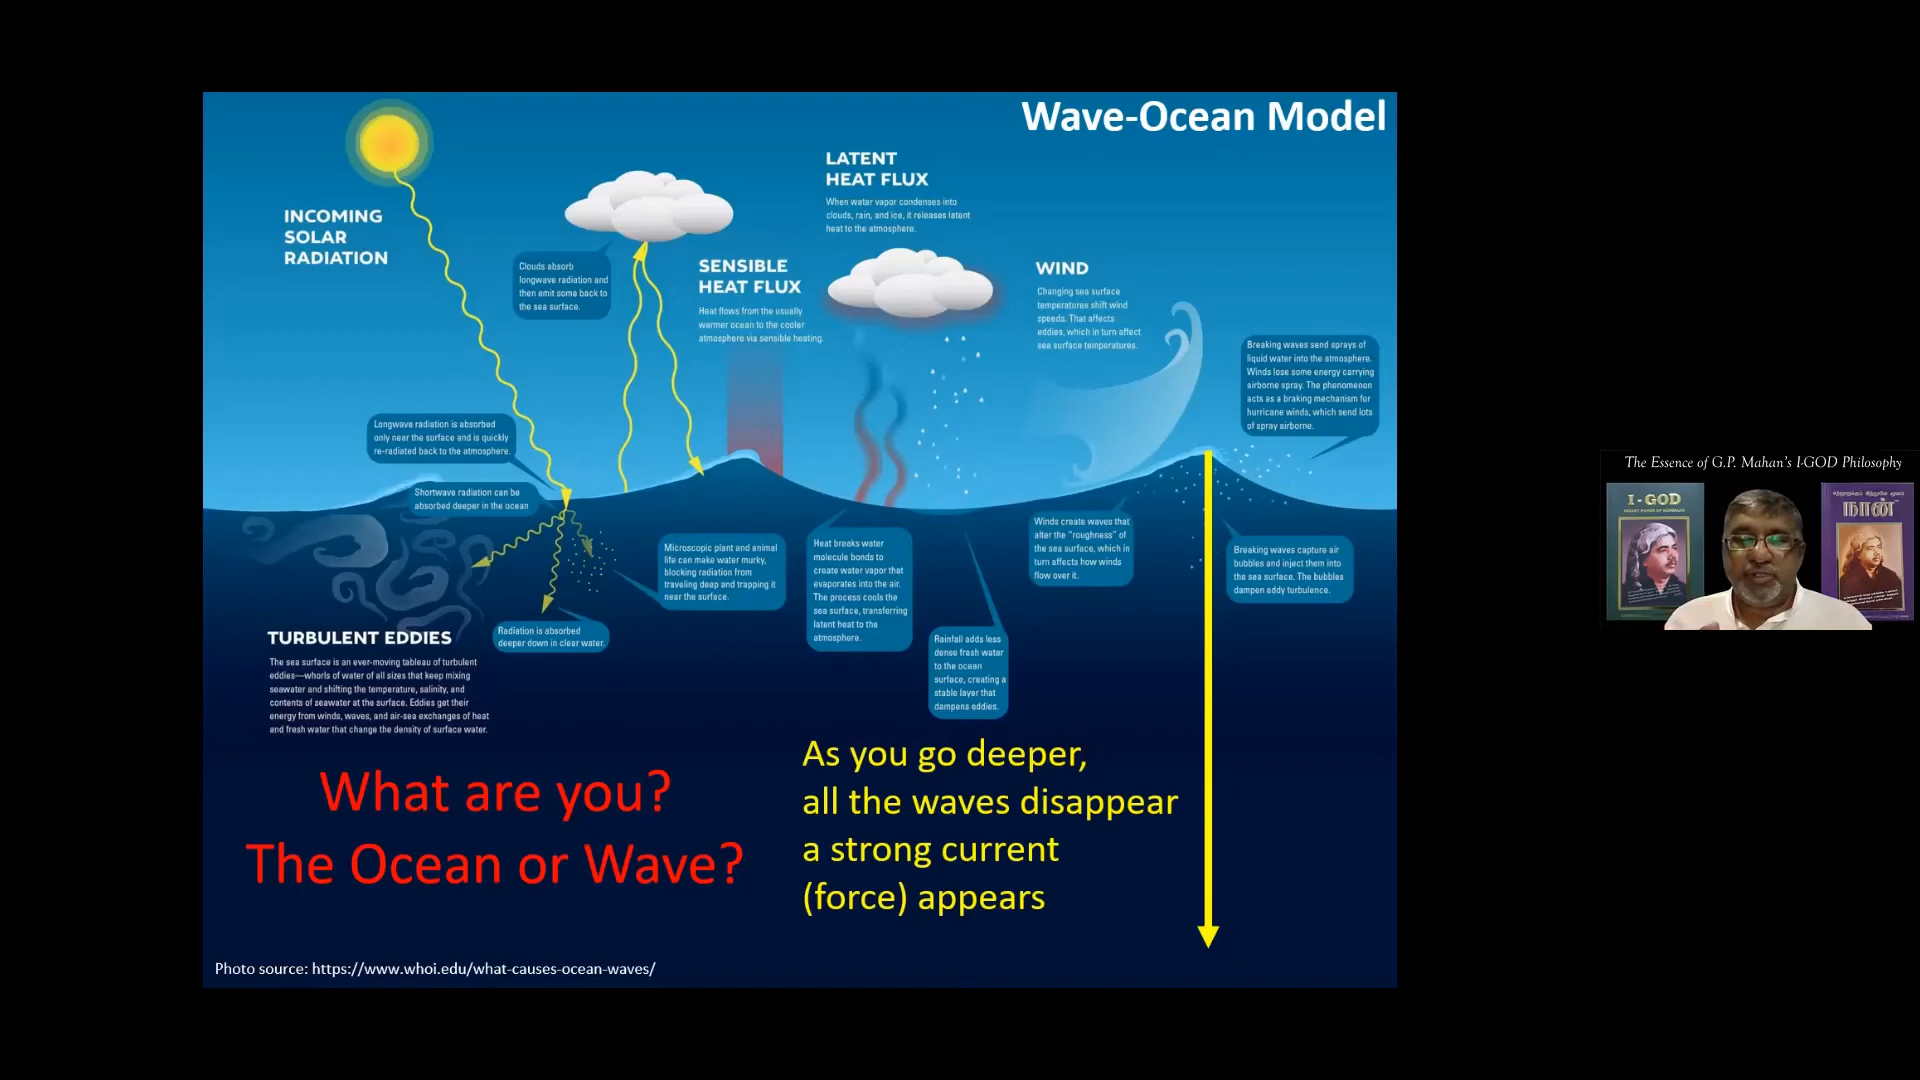 Wave-Ocean Model
INCOMING
SOLAR
RADIATION
Clouds absorb
longwave radiation and
then emit some back to
the sea surface.
SENSIBLE
HEAT FLUX
Heat flows from the usually
warmer ocean to the cooler
atmosphere via sensible heating.
LATENT
HEAT FLUX
When water vapor condenses into
clouds, rain, and ice, it releases latent
heat to the atmosphere.
WIND
Changing sea surface
temperatures shift wind
speeds. That affects
eddies, which in turn affect
sea surface temperatures.
Breaking waves send sprays of
liquid water into the atmosphere.
Winds lose some energy carrying
airborne spray. The phenomenon
acts as a braking mechanism for
hurricane winds, which send lots
of spray airborne.
Longwave radiation is absorbed
only near the surface and is quickly
re-radiated back to the atmosphere.
Shortwave radiation can be
absorbed deeper in the ocean
Microscopic plant and animal
life can make water murky,
blocking radiation from
traveling deep and trapping it
near the surface.
Radiation is absorbed
deeper down in clear water.
Heat breaks water
molecule bonds to
create water vapor that
evaporates into the air.
The process cools the
sea surface, transferring
latent heat to the
atmosphere.
Rainfall adds less
dense fresh water
to the ocean
surface, creating a
stable layer that
dampens eddies.
Winds create waves that
alter the "roughness" of
the sea surface, which in
turn affects how winds
flow over it.
Breaking waves capture air
bubbles and inject them into
the sea surface. The bubbles
dampen eddy turbulence.
TURBULENT EDDIES
The sea surface is an ever-moving tableau of turbulent
eddies—whorls of water of all sizes that keep mixing
seawater and shifting the temperature, salinity, and
contents of seawater at the surface. Eddies get their
energy from winds, waves, and air-sea exchanges of heat
and fresh water that change the density of surface water.
What are you?
The Ocean or Wave?
As you go deeper,
all the waves disappear
a strong current
(force) appears
Photo source: https://www.whoi.edu/what-causes-ocean-waves/
The Essence of G.P. Mahan's I-GOD Philosophy
I-GOD
நான்